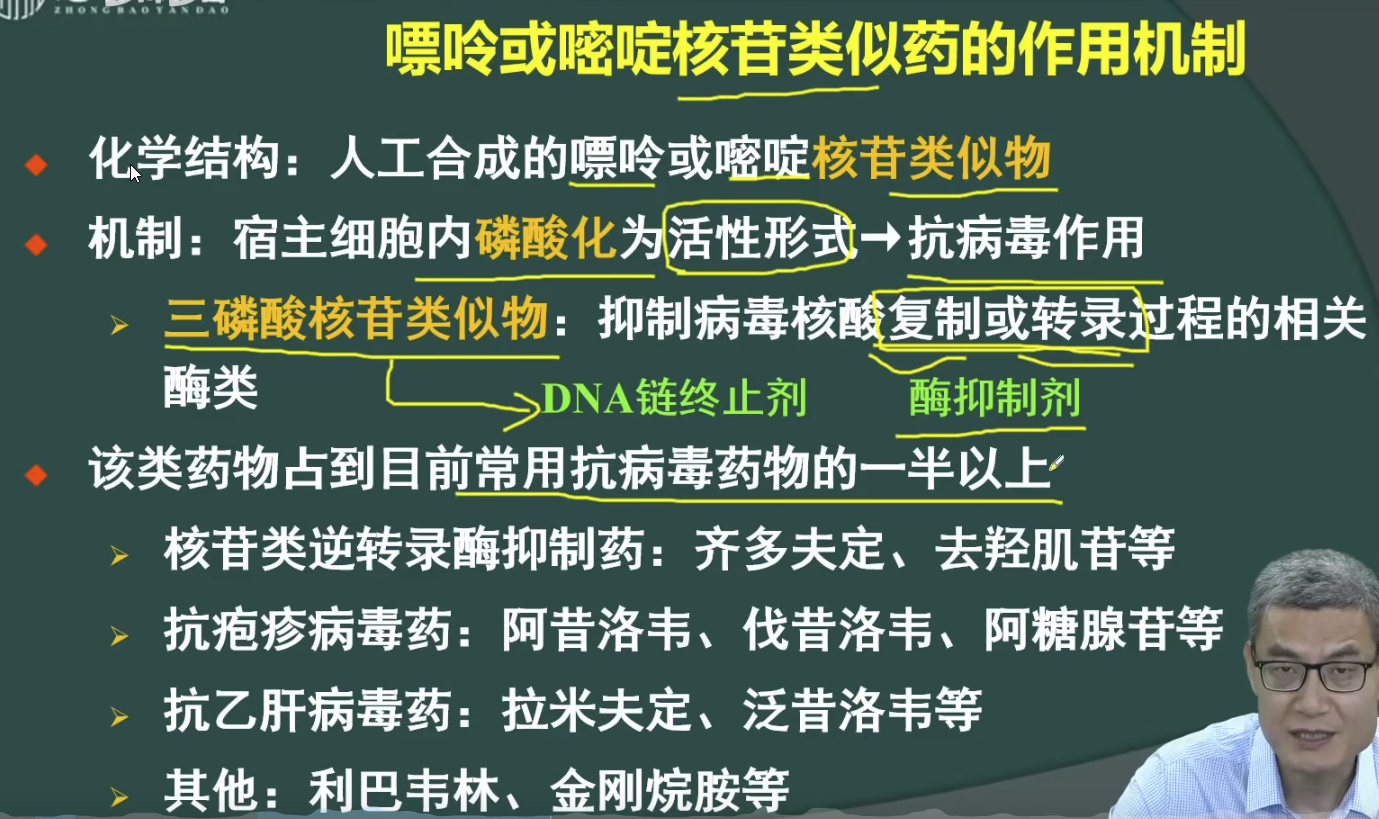 ZHONGBAOYANDAO
嘌呤或嘧啶核苷类似药的作用机制
化学结构：人工合成的嘌呤或嘧啶核苷类似物
机制：宿主细胞内磷酸化为活性形式→抗病毒作用
三磷酸核苷类似物：抑制病毒核酸复制或转录过程的相关
酶类
DNA链终止剂 酶抑制剂
该类药物占到目前常用抗病毒药物的一半以上
核苷类逆转录酶抑制药：齐多夫定、去羟肌苷等
抗疱疹病毒药：阿昔洛韦、伐昔洛韦、阿糖腺苷等
抗乙肝病毒药：拉米夫定、泛昔洛韦等
其他：利巴韦林、金刚烷胺等